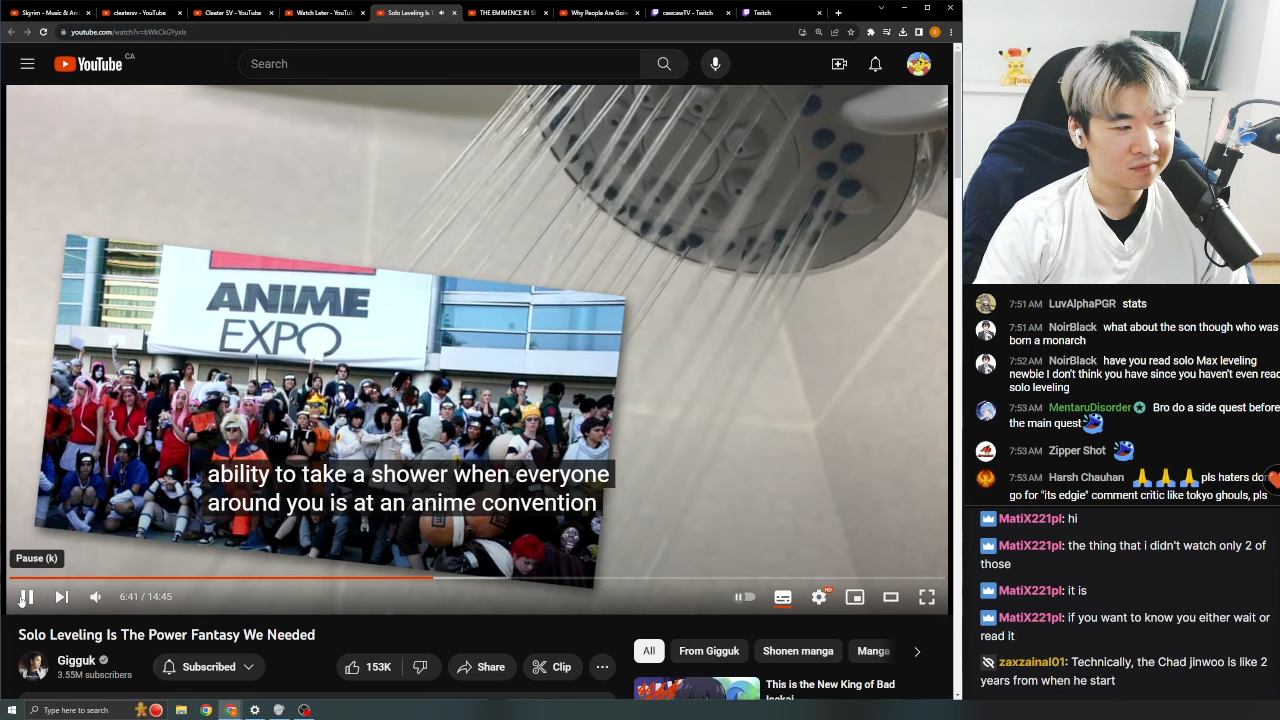 Skyrim - Music & An
cleatersv - YouTube
Cleater SV - YouTube
Watch Later - YouTu
Solo Leveling Is T
THE EMINENCE IN S
Why People Are Goin
cawcawTV - Twitch
Twitch
youtube.com/watch?v=bWkCkGYyxls
YouTube CA
Search
ANIME
EXPO
ability to take a shower when everyone
around you is at an anime convention
Pause (k)
6:41 / 14:45
HD
Solo Leveling Is The Power Fantasy We Needed
Gigguk
3.55M subscribers
Subscribed
153K
Share
Clip
All
From Gigguk
Shonen manga
Manga
This is the New King of Bad
Isekai
Type here to search
7:51 AM LuvAlphaPGR stats
7:51 AM NoirBlack what about the son though who was
born a monarch
7:52 AM NoirBlack have you read solo Max leveling
newbie I don't think you have since you haven't even read
solo leveling
7:53 AM MentaruDisorder Bro do a side quest before
the main quest
7:53 AM Zipper Shot
7:53 AM Harsh Chauhan pls haters don
go for "its edgie" comment critic like tokyo ghouls, pls
MatiX221pl: hi
MatiX221pl: the thing that i didn't watch only 2 of
those
MatiX221pl: it is
MatiX221pl: if you want to know you either wait or
read it
zaxzainal01: Technically, the Chad jinwoo is like 2
years from when he start